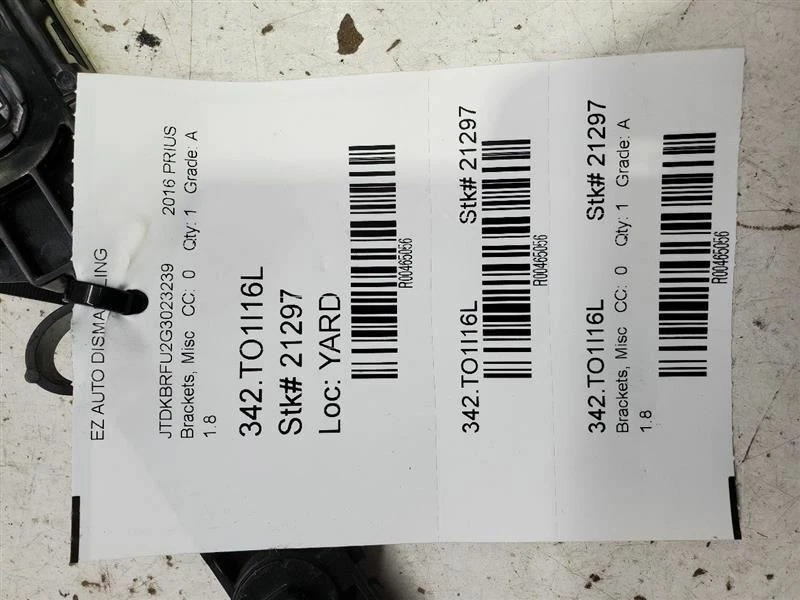 EZ AUTO DISMA LING
JTDKBRFU2G3023239 2016 PRIUS
Brackets, Misc CC: 0 Qty: 1 Grade: A
1.8
342.TO1I16L
Stk# 21297
Loc: YARD
R00465056
342.TO1I16L Stk# 21297
R00465056
342.TO1I16L Stk# 21297
Brackets, Misc CC: 0 Qty: 1 Grade: A
1.8
R00465056